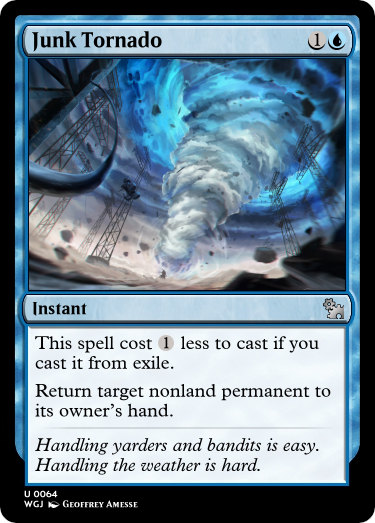 Junk Tornado 1
Instant
This spell cost 1 less to cast if you
cast it from exile.
Return target nonland permanent to
its owner's hand.
Handling yarders and bandits is easy.
Handling the weather is hard.
U 0064
WGJ Geoffrey Amesse